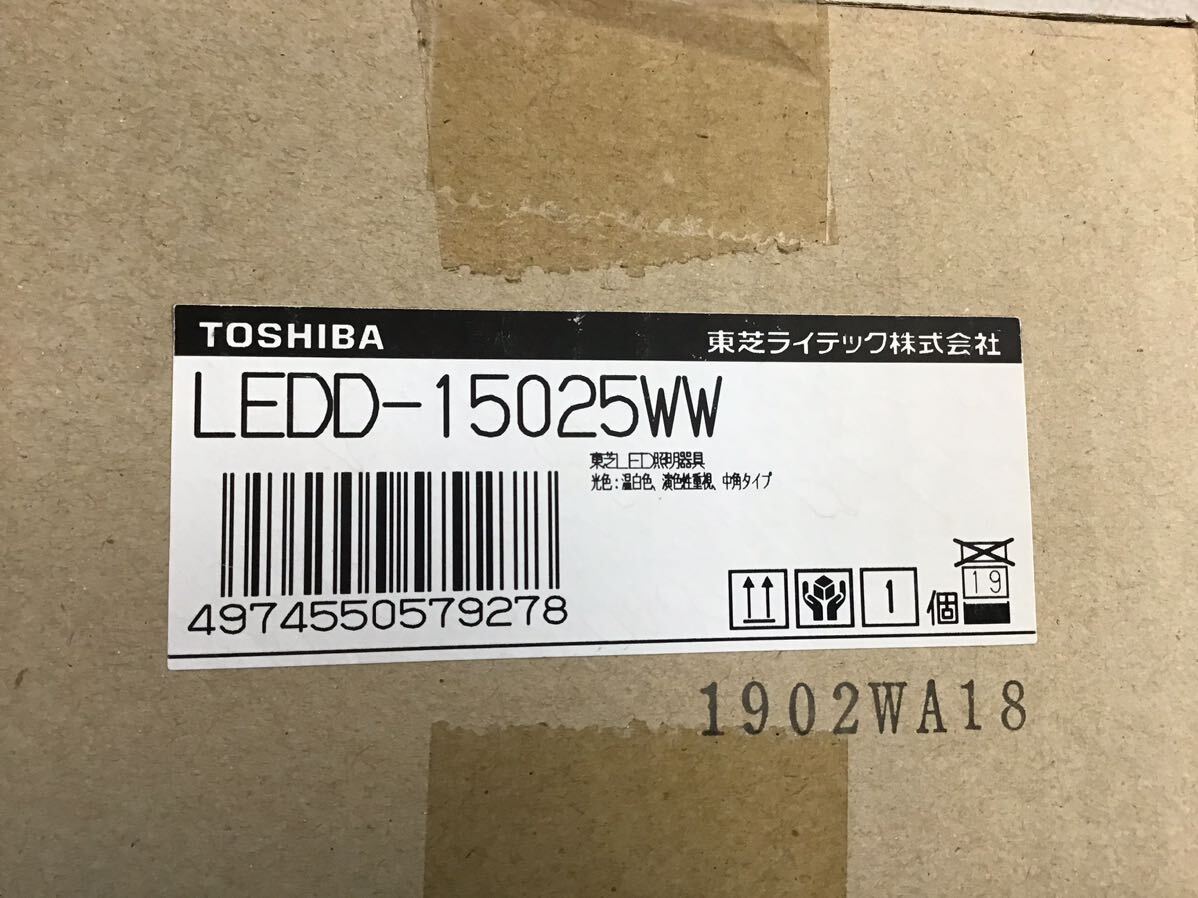 TOSHIBA 東芝ライテック株式会社
LEDD-15025WW
東芝LED照明器具
光色:温白色、演色性重視、中角タイプ
4974550579278
1 個 19
1902WA18